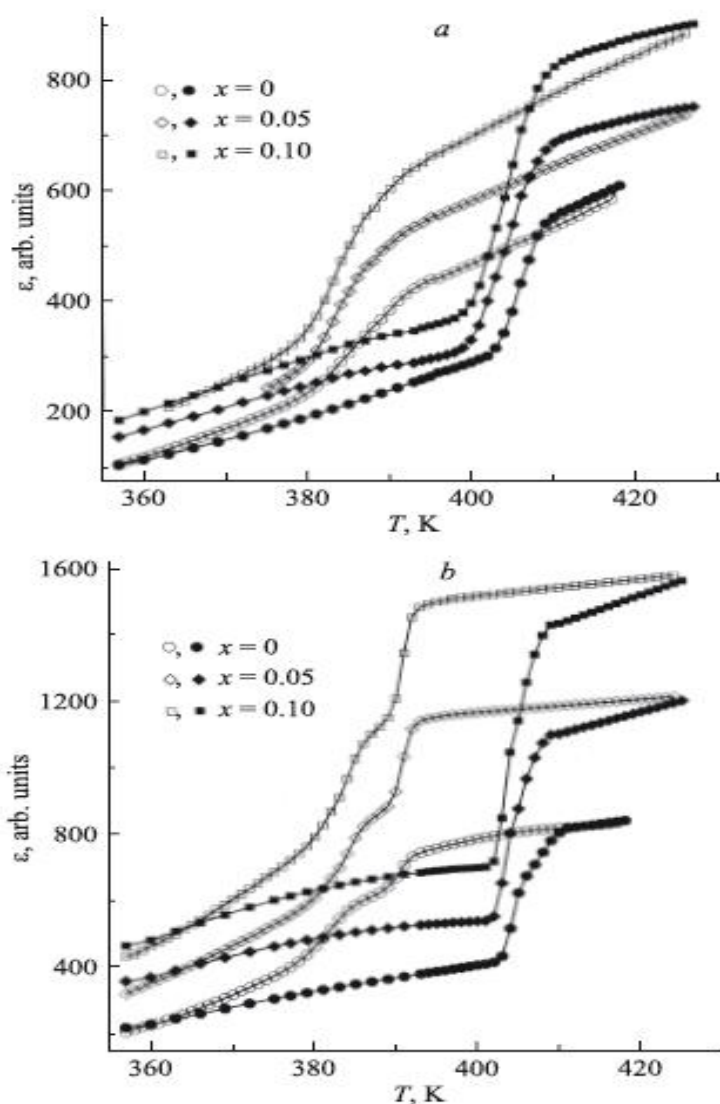 a
800
600
400
200
ε, arb. units
○, ● x = 0
◇, ◆ x = 0.05
□, ■ x = 0.10
360 380 400 420
T, K
b
1600
1200
800
400
ε, arb. units
○, ● x = 0
◇, ◆ x = 0.05
□, ■ x = 0.10
360 380 400 420
T, K